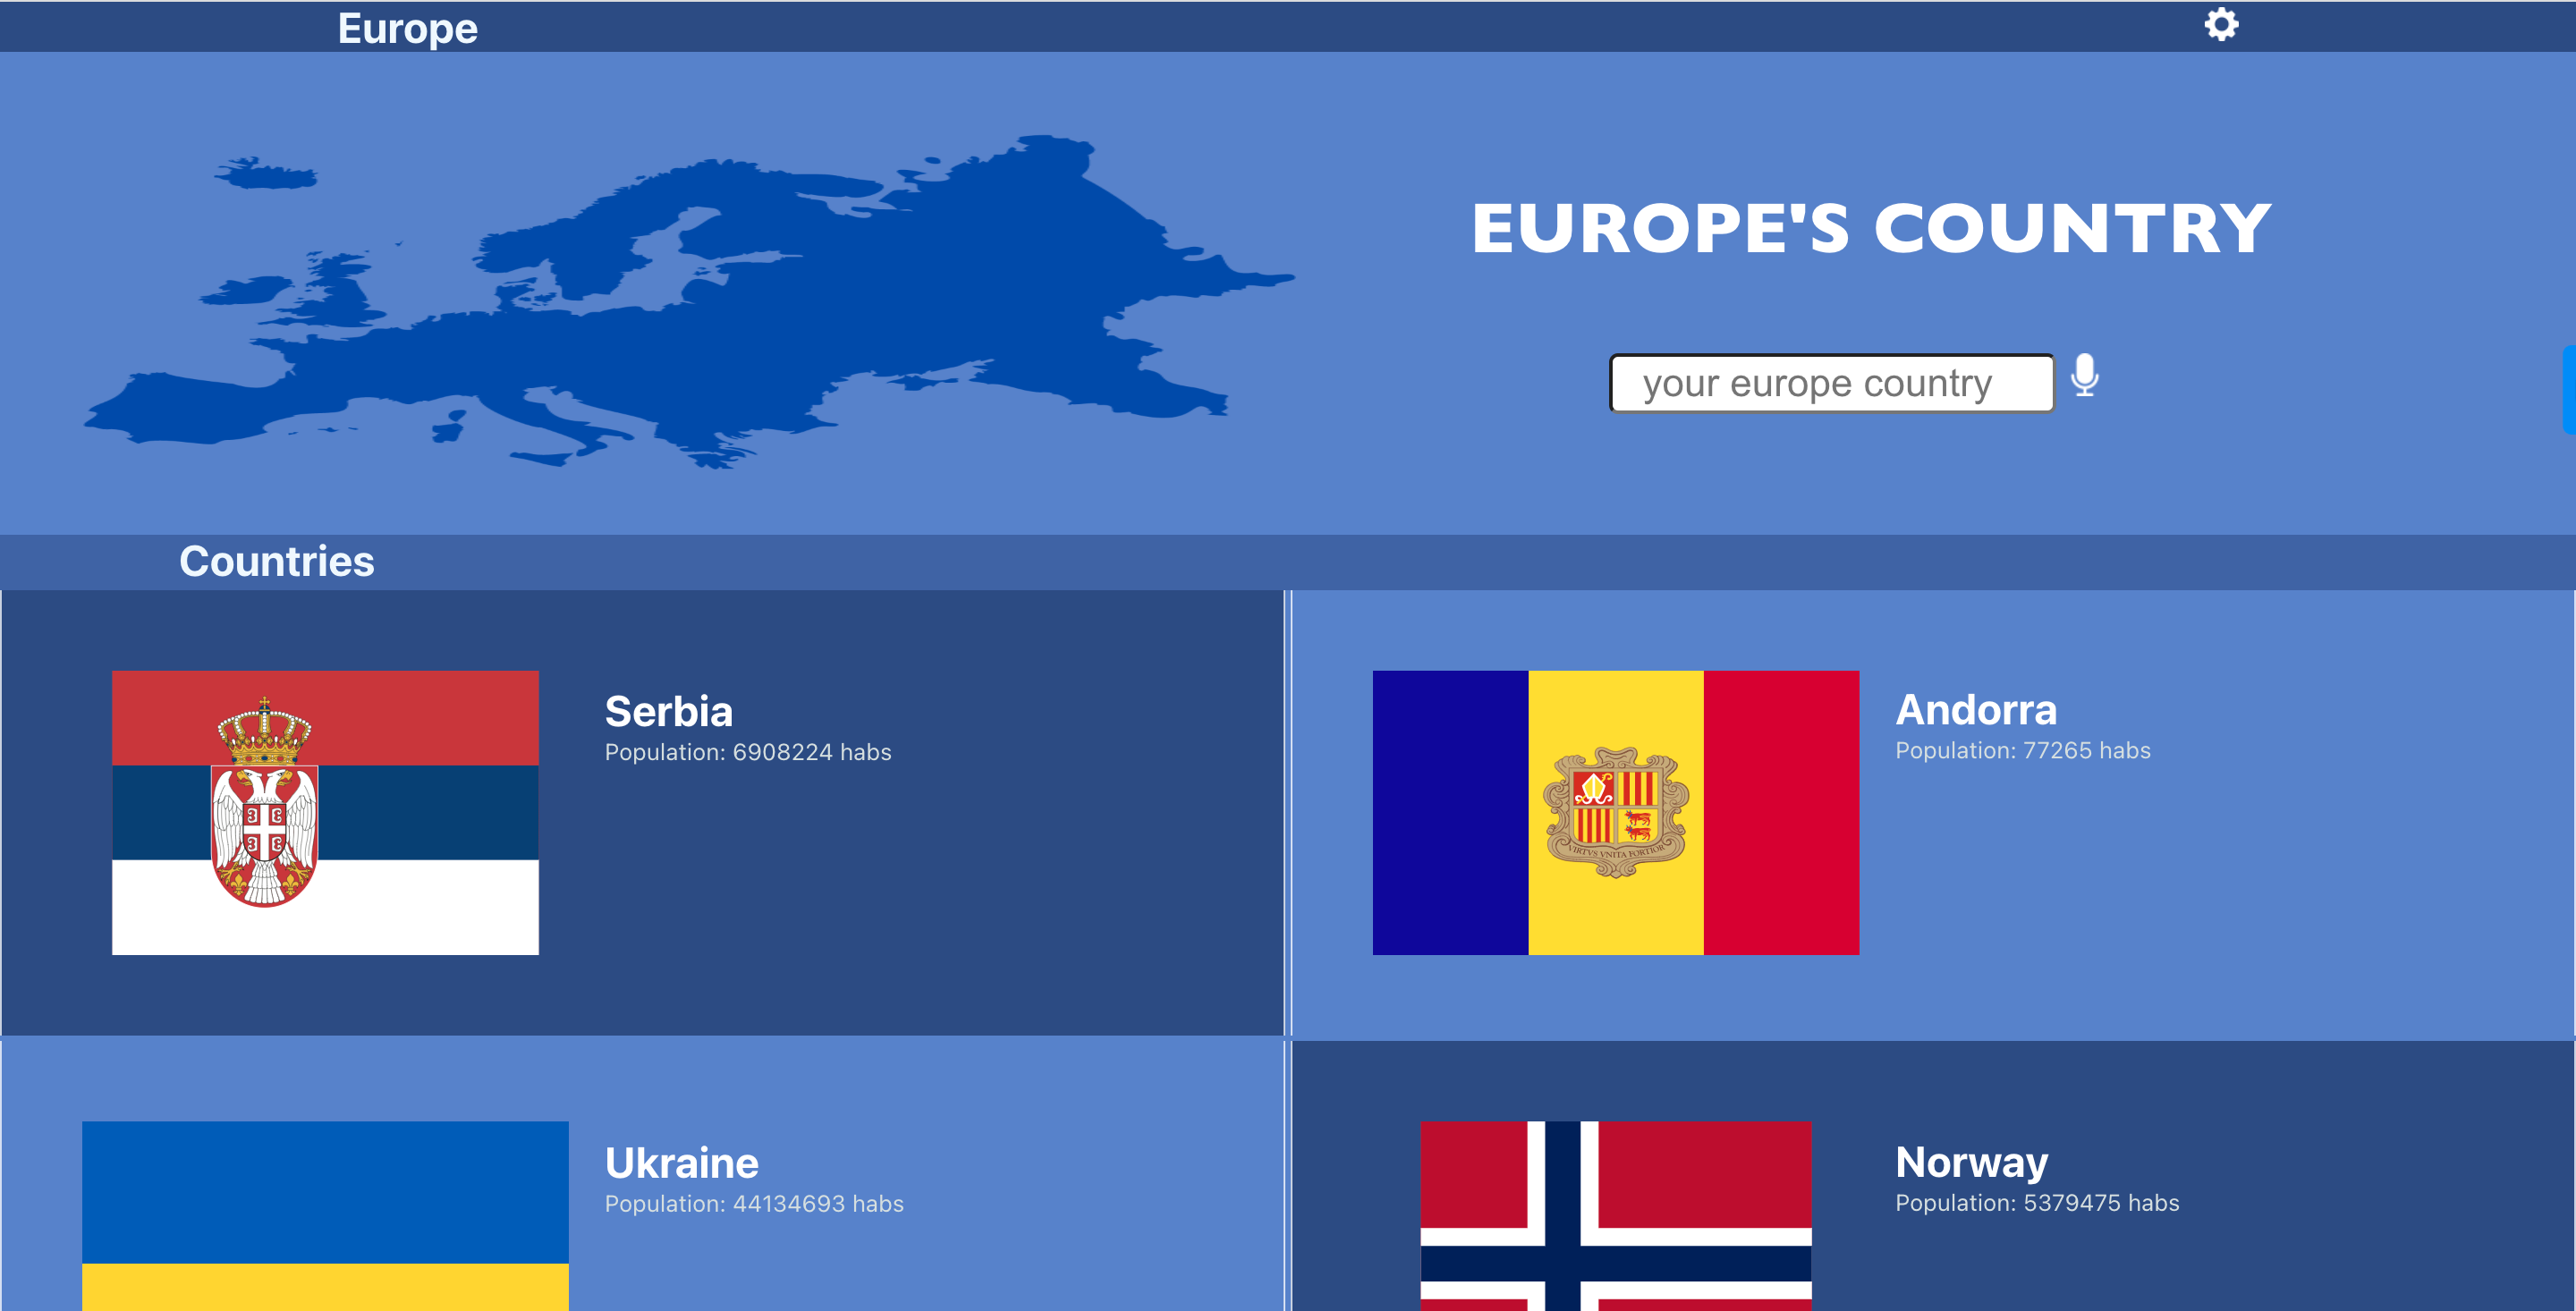 Europe
EUROPE'S COUNTRY
your europe country
Countries
Serbia
Population: 6908224 habs
Andorra
Population: 77265 habs
VIRTVS VNITA FORTIOR
Ukraine
Population: 44134693 habs
Norway
Population: 5379475 habs